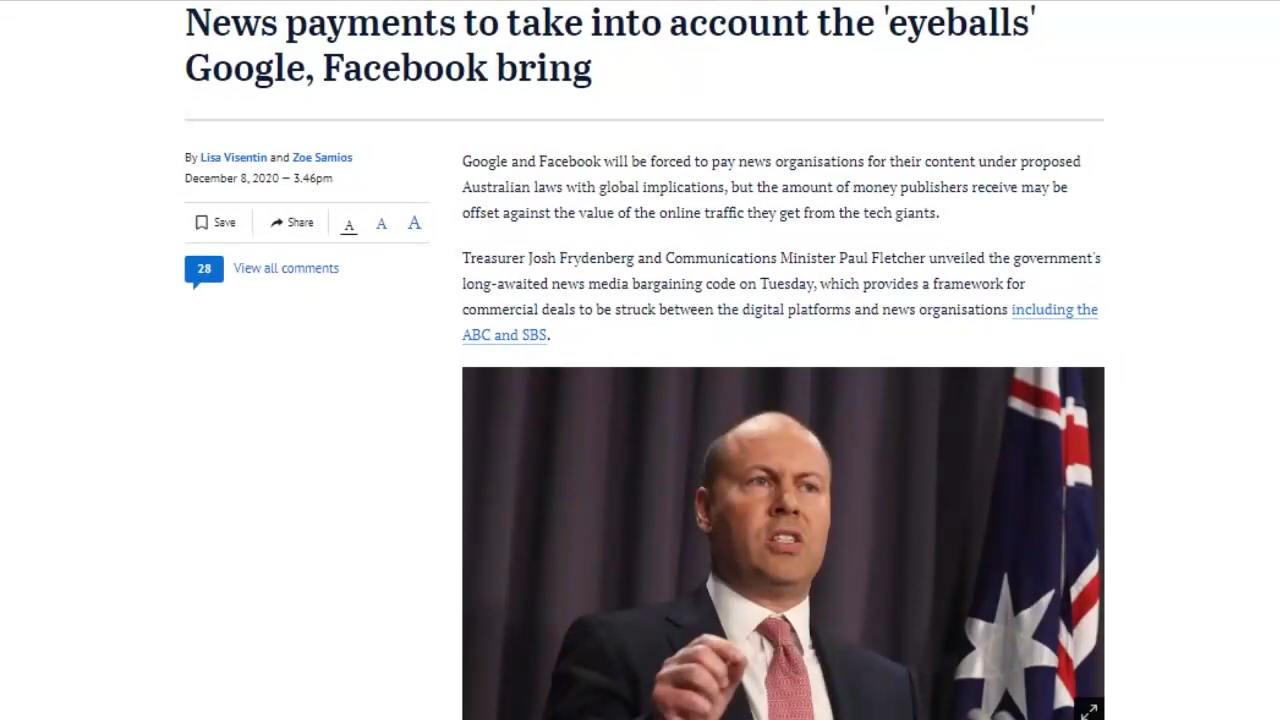 News payments to take into account the 'eyeballs'
Google, Facebook bring
By Lisa Visentin and Zoe Samios
December 8, 2020 — 3.46pm
Save Share A A A
28 View all comments
Google and Facebook will be forced to pay news organisations for their content under proposed
Australian laws with global implications, but the amount of money publishers receive may be
offset against the value of the online traffic they get from the tech giants.
Treasurer Josh Frydenberg and Communications Minister Paul Fletcher unveiled the government's
long-awaited news media bargaining code on Tuesday, which provides a framework for
commercial deals to be struck between the digital platforms and news organisations including the
ABC and SBS.